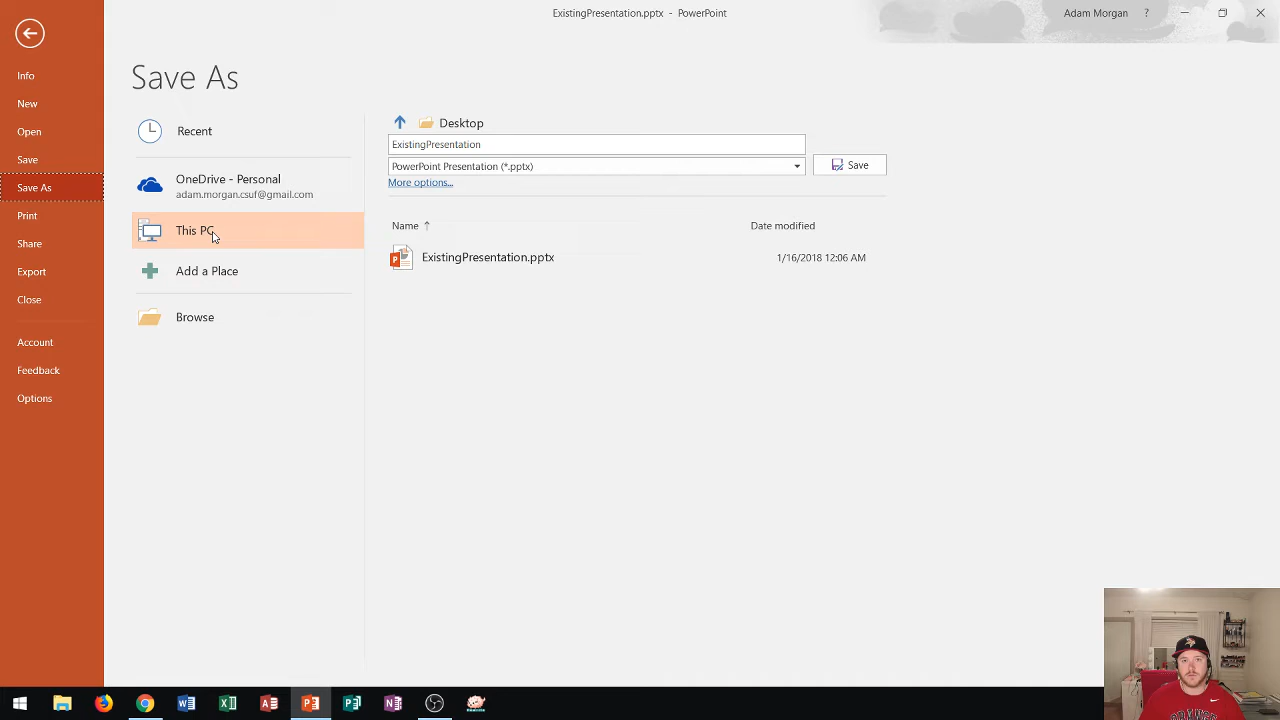 ExistingPresentation.pptx - PowerPoint
Adam Morgan
?
Info
New
Open
Save
Save As
Print
Share
Export
Close
Account
Feedback
Options
Save As
Recent
OneDrive - Personal
adam.morgan.csuf@gmail.com
This PC
Add a Place
Browse
Desktop
ExistingPresentation
PowerPoint Presentation (*.pptx)
Save
More options...
Name
Date modified
ExistingPresentation.pptx
1/16/2018 12:06 AM